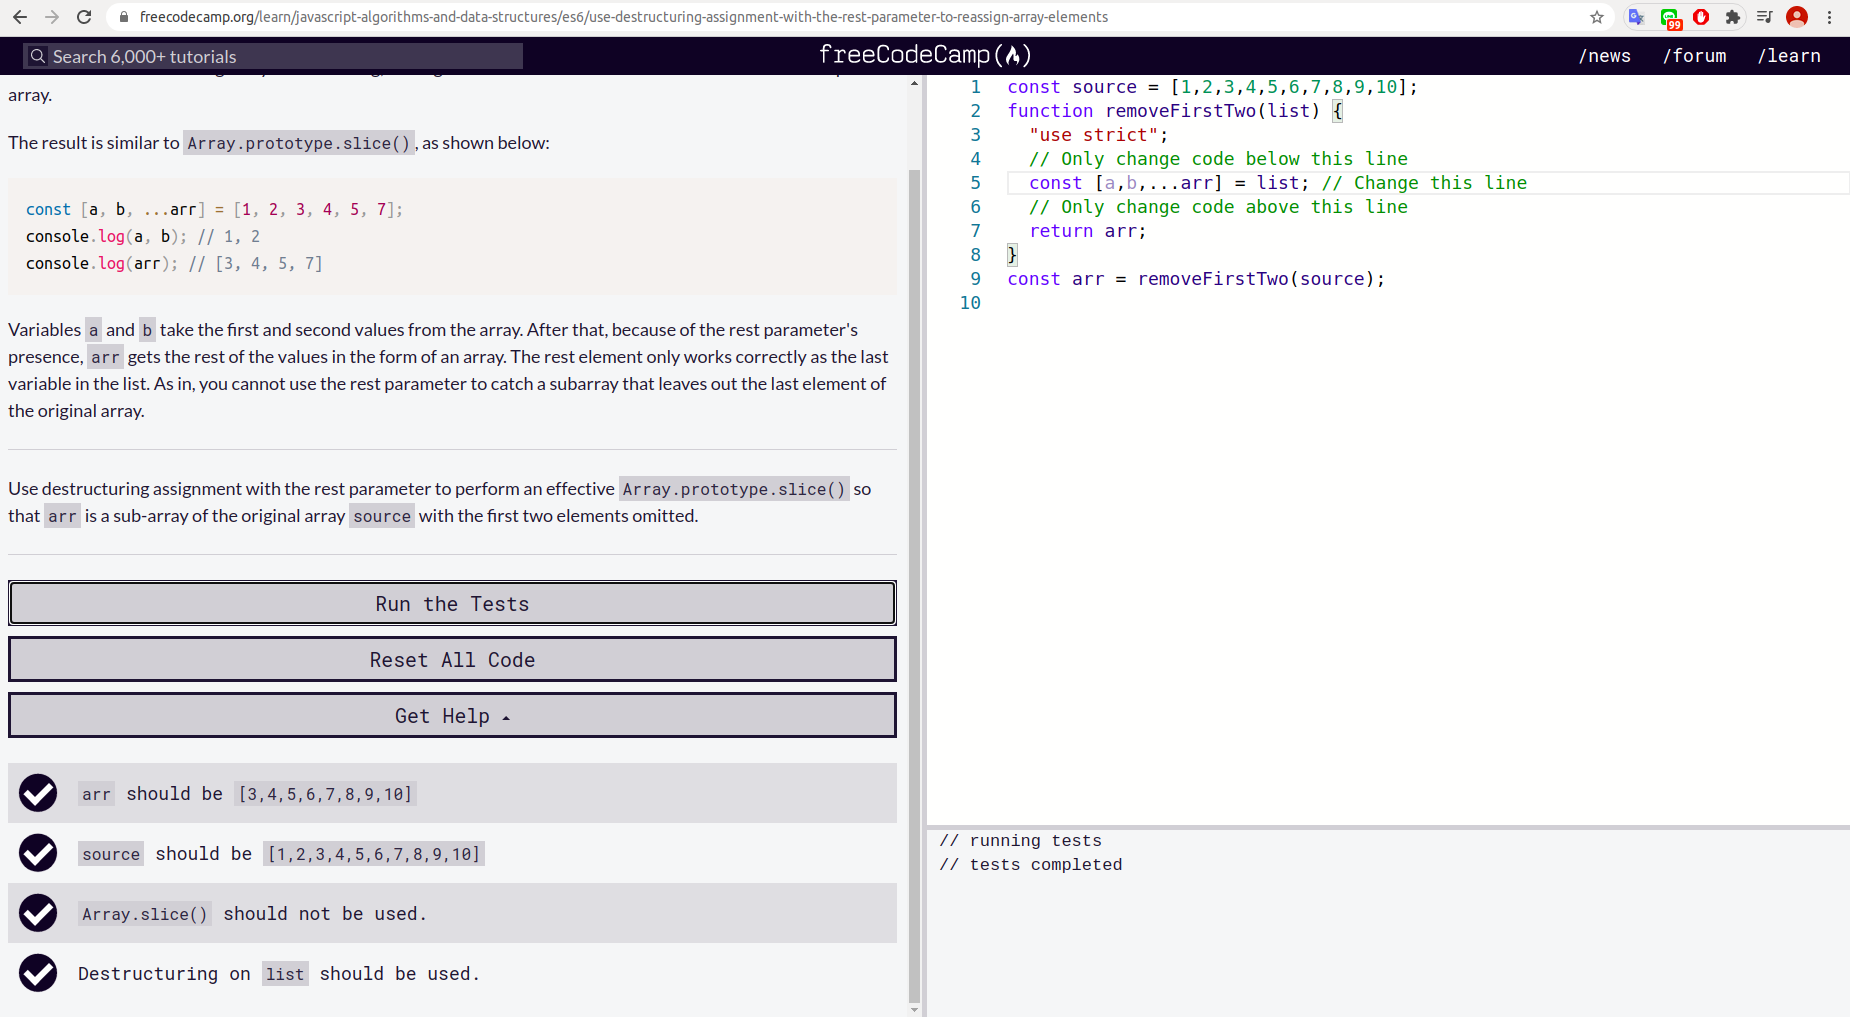 freecodecamp.org/learn/javascript-algorithms-and-data-structures/es6/use-destructuring-assignment-with-the-rest-parameter-to-reassign-array-elements
99
Search 6,000+ tutorials
freeCodeCamp
/news
/forum
/learn
array.
The result is similar to Array.prototype.slice(), as shown below:
const [a, b, ...arr] = [1, 2, 3, 4, 5, 7];
console.log(a, b); // 1, 2
console.log(arr); // [3, 4, 5, 7]
Variables a and b take the first and second values from the array. After that, because of the rest parameter's
presence, arr gets the rest of the values in the form of an array. The rest element only works correctly as the last
variable in the list. As in, you cannot use the rest parameter to catch a subarray that leaves out the last element of
the original array.
Use destructuring assignment with the rest parameter to perform an effective Array.prototype.slice() so
that arr is a sub-array of the original array source with the first two elements omitted.
Run the Tests
Reset All Code
Get Help
arr should be [3,4,5,6,7,8,9,10]
source should be [1,2,3,4,5,6,7,8,9,10]
Array.slice() should not be used.
Destructuring on list should be used.
1 const source = [1,2,3,4,5,6,7,8,9,10];
2 function removeFirstTwo(list) {
3 "use strict";
4 // Only change code below this line
5 const [a,b,...arr] = list; // Change this line
6 // Only change code above this line
7 return arr;
8 }
9 const arr = removeFirstTwo(source);
10
// running tests
// tests completed